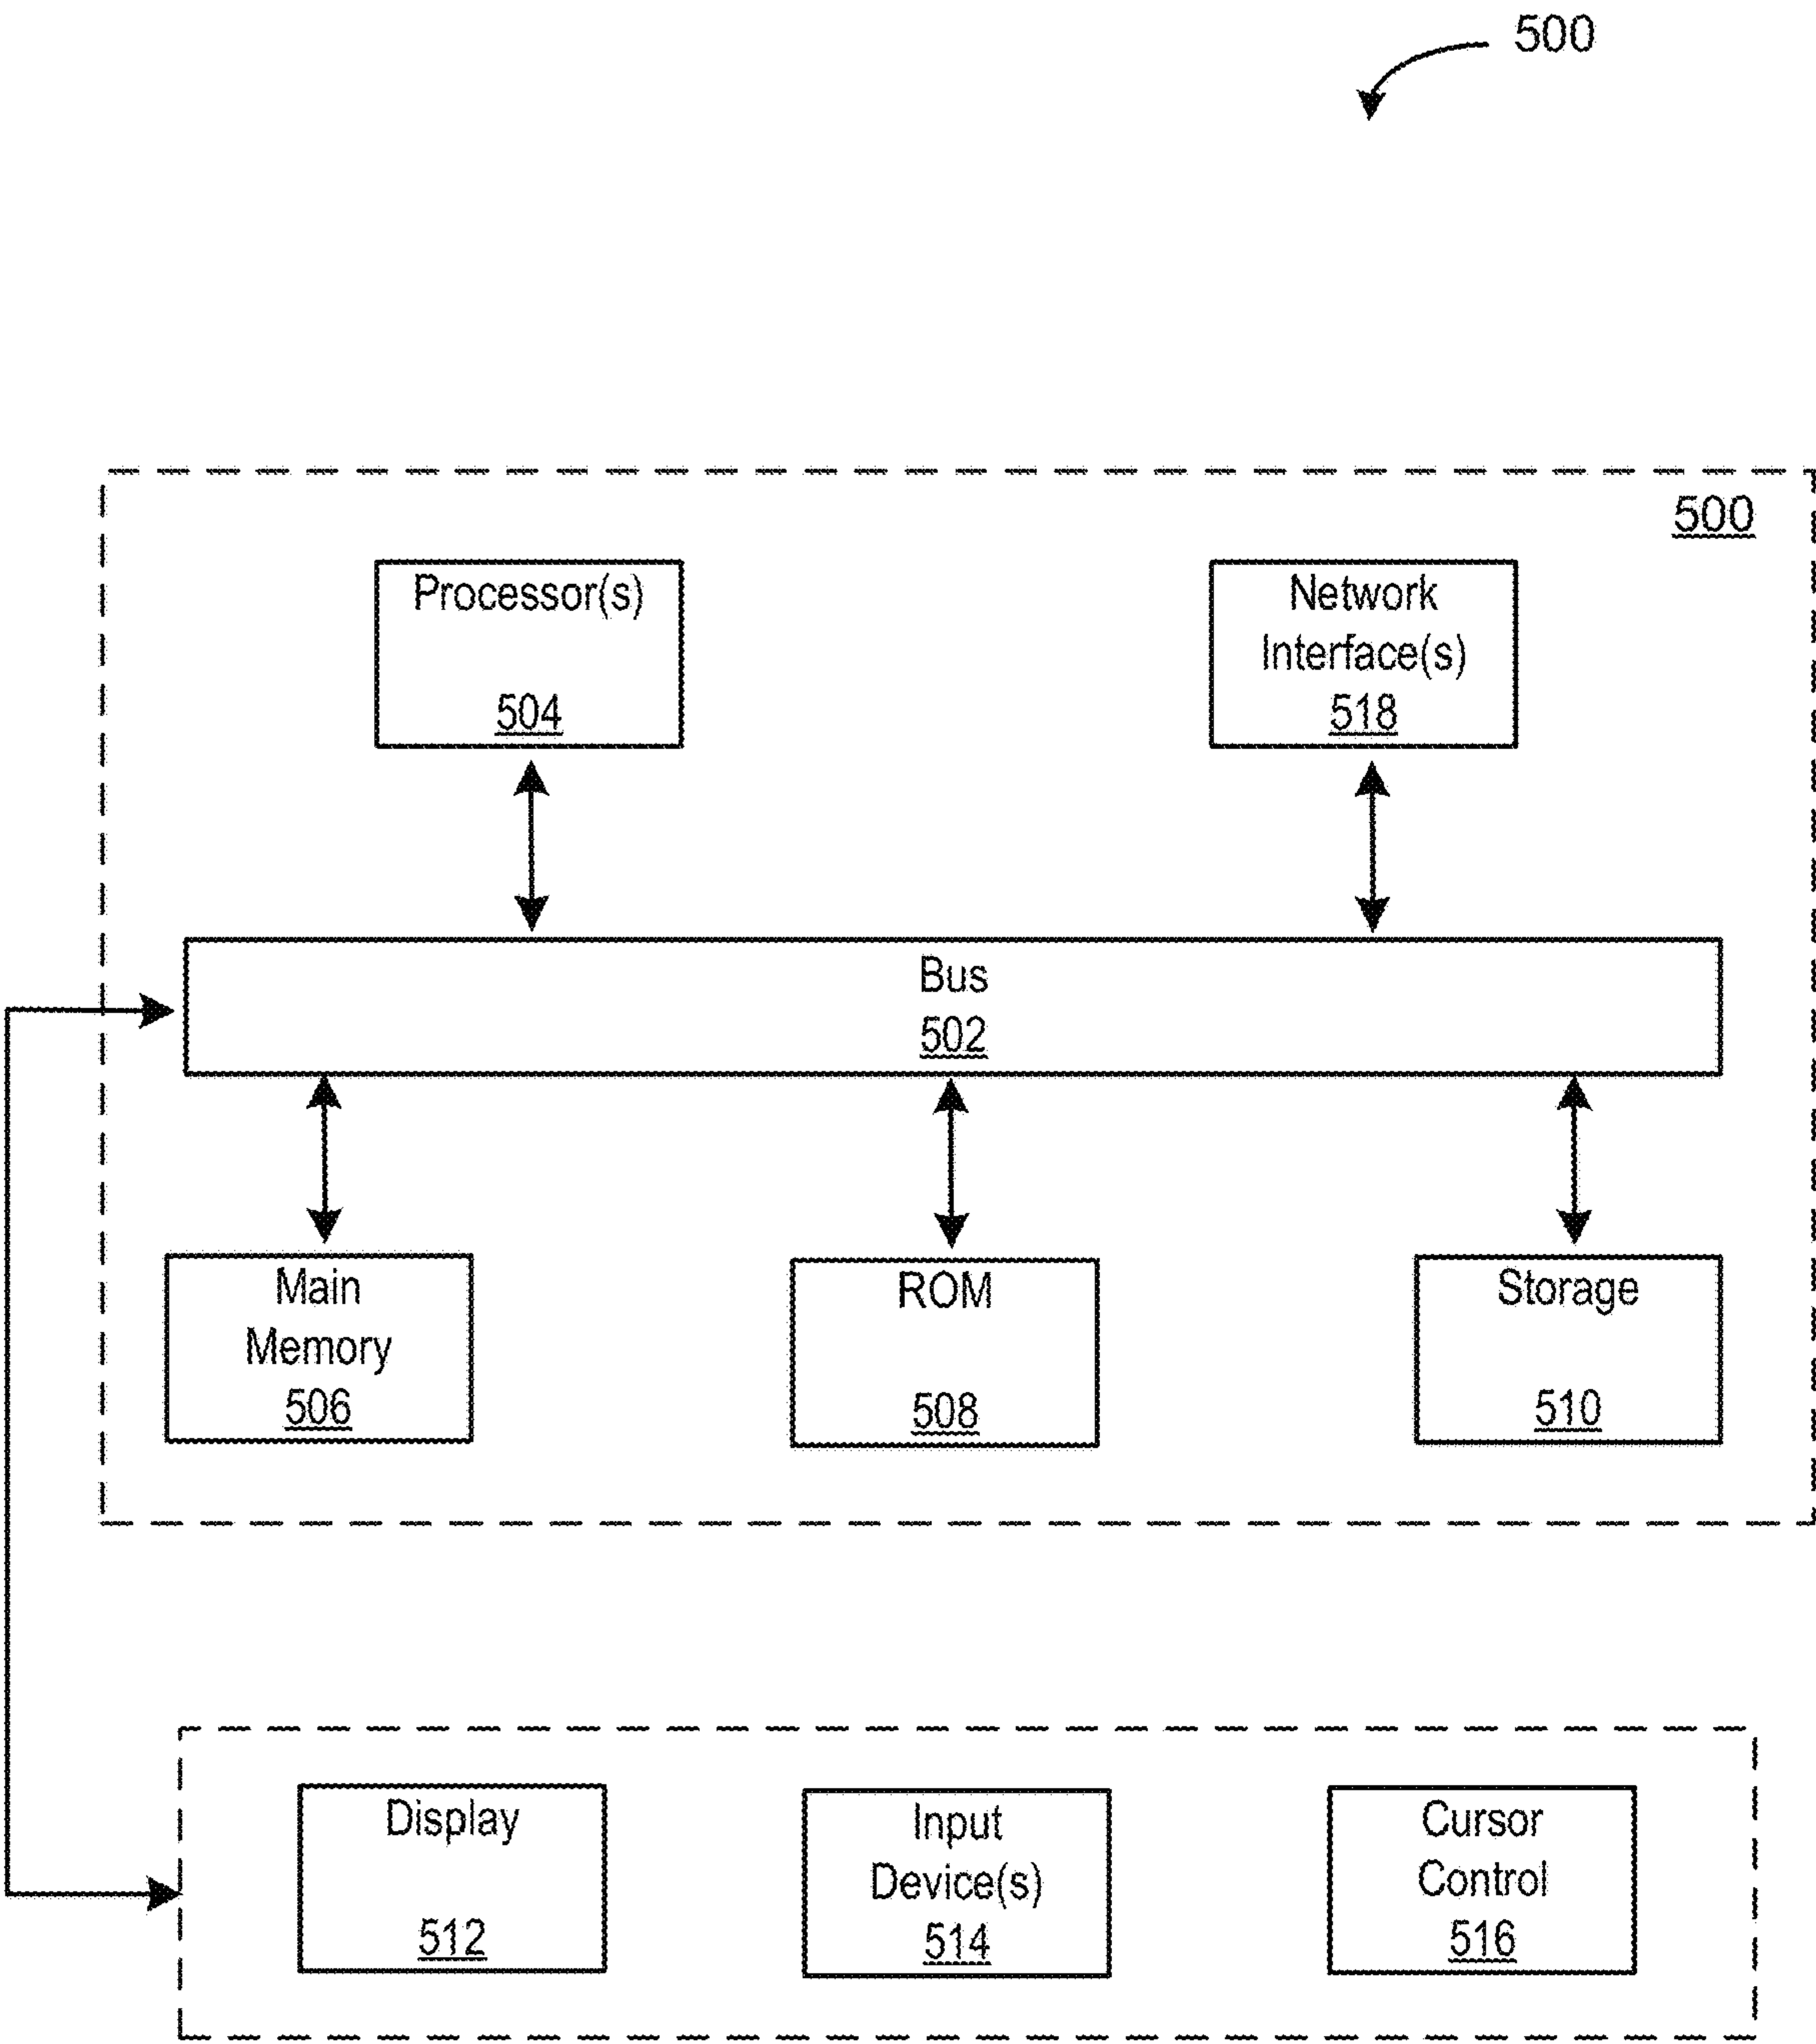 500
500
Processor(s)
504
Network
Interface(s)
518
Bus
502
Main
Memory
506
ROM
508
Storage
510
Display
512
Input
Device(s)
514
Cursor
Control
516